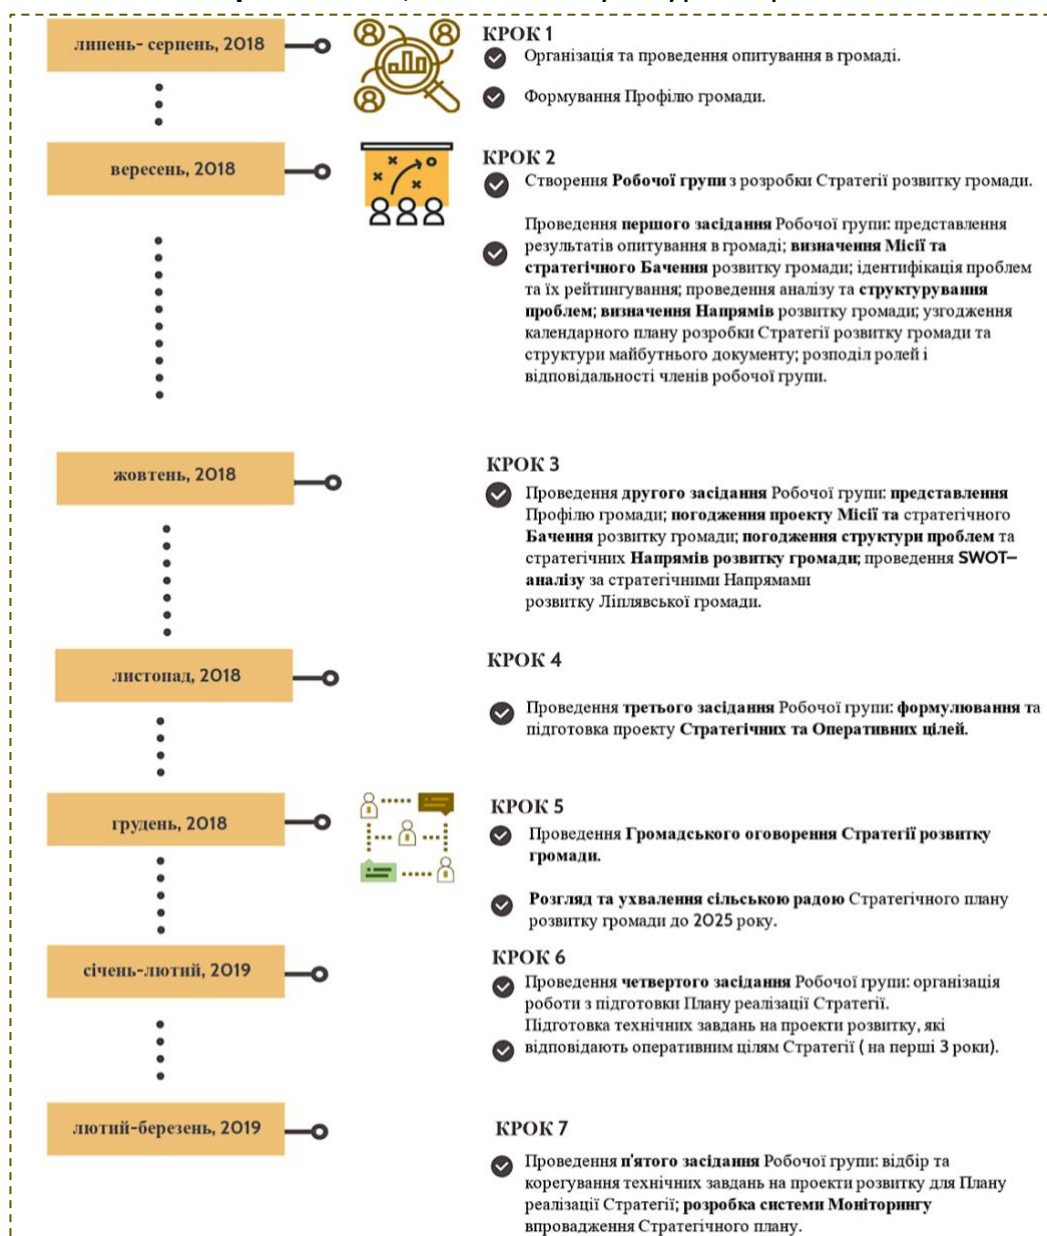 липень- серпень, 2018
КРОК 1
Організація та проведення опитування в громаді.
Формування Профілю громади.
вересень, 2018
КРОК 2
Створення Робочої групи з розробки Стратегії розвитку громади.
Проведення першого засідання Робочої групи: представлення
результатів опитування в громаді; визначення Місії та
стратегічного Бачення розвитку громади; ідентифікація проблем
та їх рейтингування; проведення аналізу та структурування
проблем; визначення Напрямів розвитку громади; узгодження
календарного плану розробки Стратегії розвитку громади та
структури майбутнього документу; розподіл ролей і
відповідальності членів робочої групи.
жовтень, 2018
КРОК 3
Проведення другого засідання Робочої групи: представлення
Профілю громади; погодження проекту Місії та стратегічного
Бачення розвитку громади; погодження структури проблем та
стратегічних Напрямів розвитку громади; проведення SWOT–
аналізу за стратегічними Напрямами
розвитку Ліплявської громади.
листопад, 2018
КРОК 4
Проведення третього засідання Робочої групи: формулювання та
підготовка проекту Стратегічних та Оперативних цілей.
грудень, 2018
КРОК 5
Проведення Громадського оговорення Стратегії розвитку
громади.
Розгляд та ухвалення сільською радою Стратегічного плану
розвитку громади до 2025 року.
січень-лютий, 2019
КРОК 6
Проведення четвертого засідання Робочої групи: організація
роботи з підготовки Плану реалізації Стратегії.
Підготовка технічних завдань на проекти розвитку, які
відповідають оперативним цілям Стратегії ( на перші 3 роки).
лютий-березень, 2019
КРОК 7
Проведення п'ятого засідання Робочої групи: відбір та
корегування технічних завдань на проекти розвитку для Плану
реалізації Стратегії; розробка системи Моніторингу
впровадження Стратегічного плану.